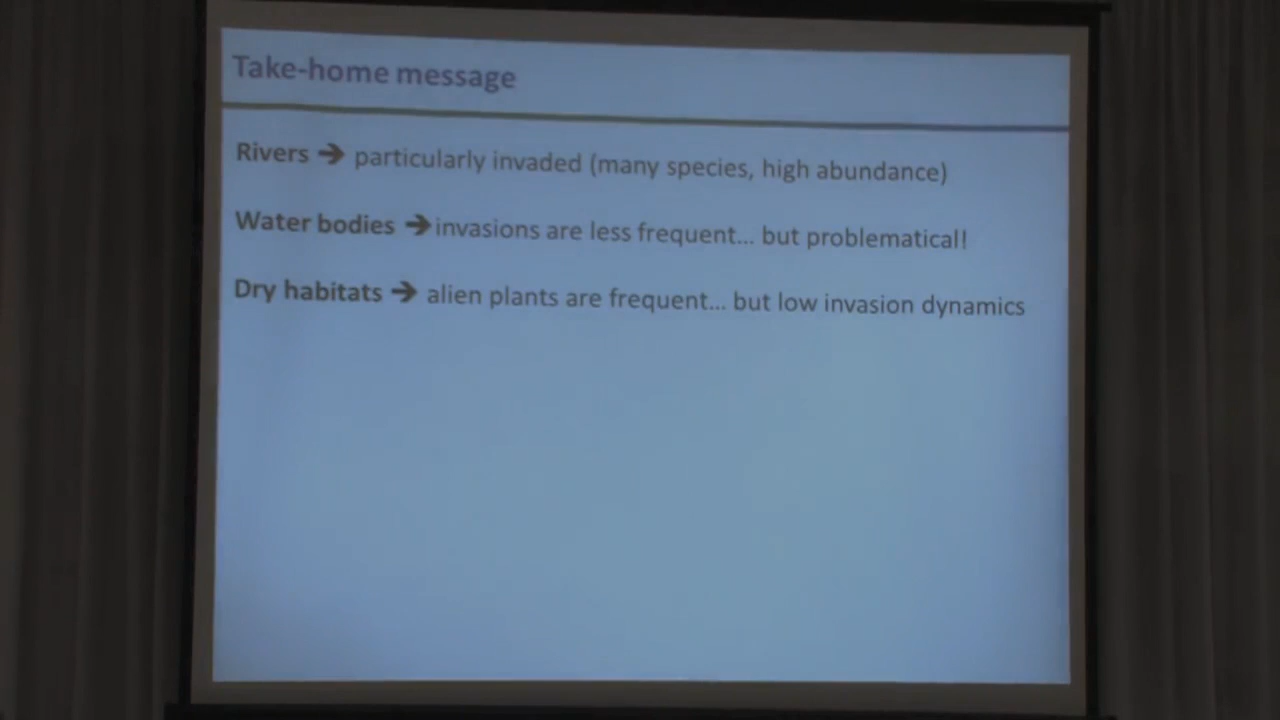 Take-home message
Rivers ➔ particularly invaded (many species, high abundance)
Water bodies ➔invasions are less frequent... but problematical!
Dry habitats ➔ alien plants are frequent... but low invasion dynamics